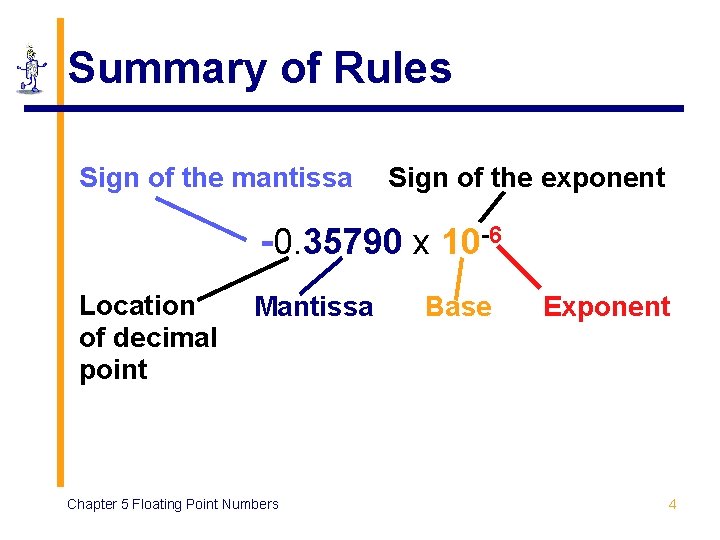 Summary of Rules
Sign of the mantissa Sign of the exponent
-0.35790 x 10-6
Location of decimal point
Mantissa Base Exponent
Chapter 5 Floating Point Numbers 4